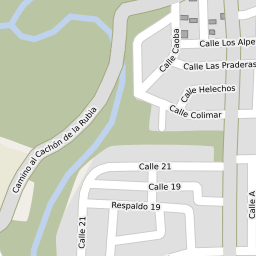 Calle Caoba
Calle Los Alpe
Calle Las Praderas
Calle Helechos
Calle Colimar
Camino al Cachón de la Rubia
Calle 21
Calle 19
Respaldo 19
Calle 21
Calle A